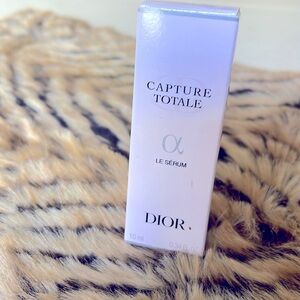 CAPTURE
TOTALE
α
LE SÉRUM
DIOR
10 ml